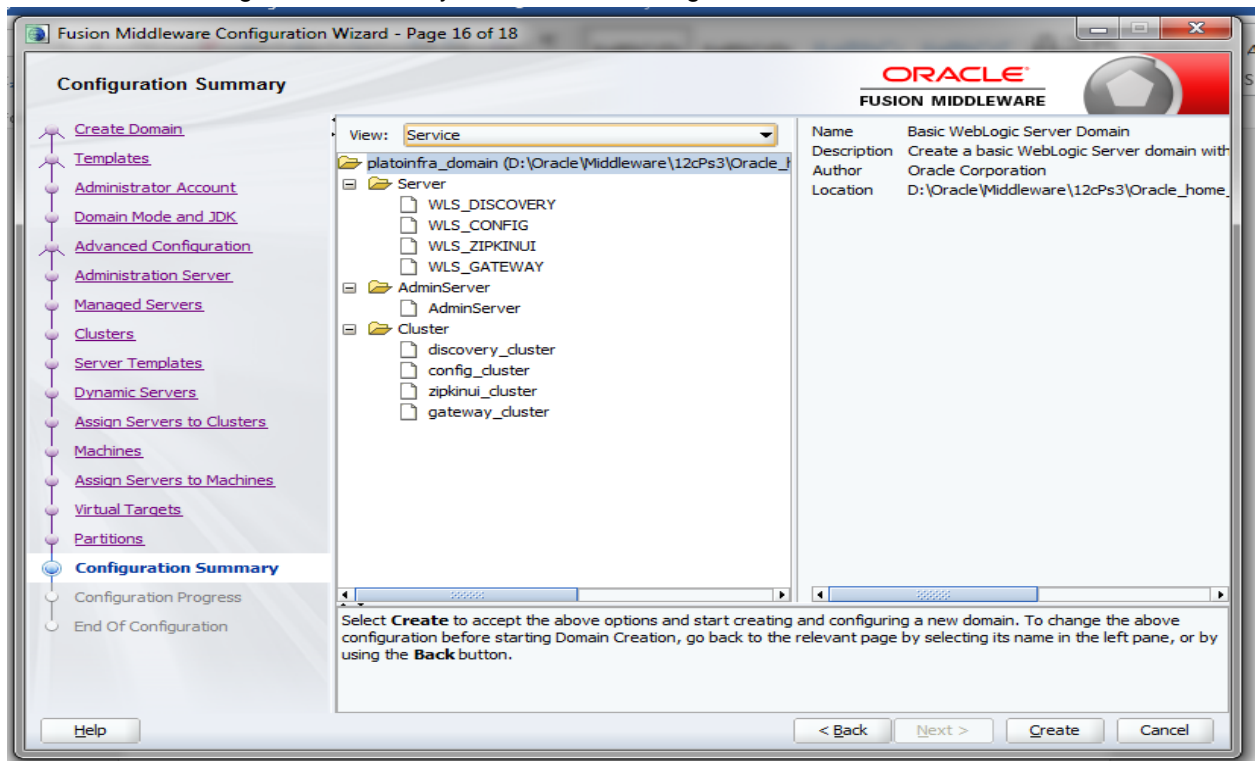 Fusion Middleware Configuration Wizard - Page 16 of 18
Configuration Summary
ORACLE
FUSION MIDDLEWARE
Create Domain
Templates
Administrator Account
Domain Mode and JDK
Advanced Configuration
Administration Server
Managed Servers
Clusters
Server Templates
Dynamic Servers
Assign Servers to Clusters
Machines
Assign Servers to Machines
Virtual Targets
Partitions
Configuration Summary
Configuration Progress
End Of Configuration
View: Service
platoinfra_domain (D:\Oracle\Middleware\12cPs3\Oracle_h
Server
WLS_DISCOVERY
WLS_CONFIG
WLS_ZIPKINUI
WLS_GATEWAY
AdminServer
AdminServer
Cluster
discovery_cluster
config_cluster
zipkinui_cluster
gateway_cluster
Name Basic WebLogic Server Domain
Description Create a basic WebLogic Server domain with
Author Oracle Corporation
Location D:\Oracle\Middleware\12cPs3\Oracle_home_
Select Create to accept the above options and start creating and configuring a new domain. To change the above
configuration before starting Domain Creation, go back to the relevant page by selecting its name in the left pane, or by
using the Back button.
Help
< Back
Next >
Create
Cancel